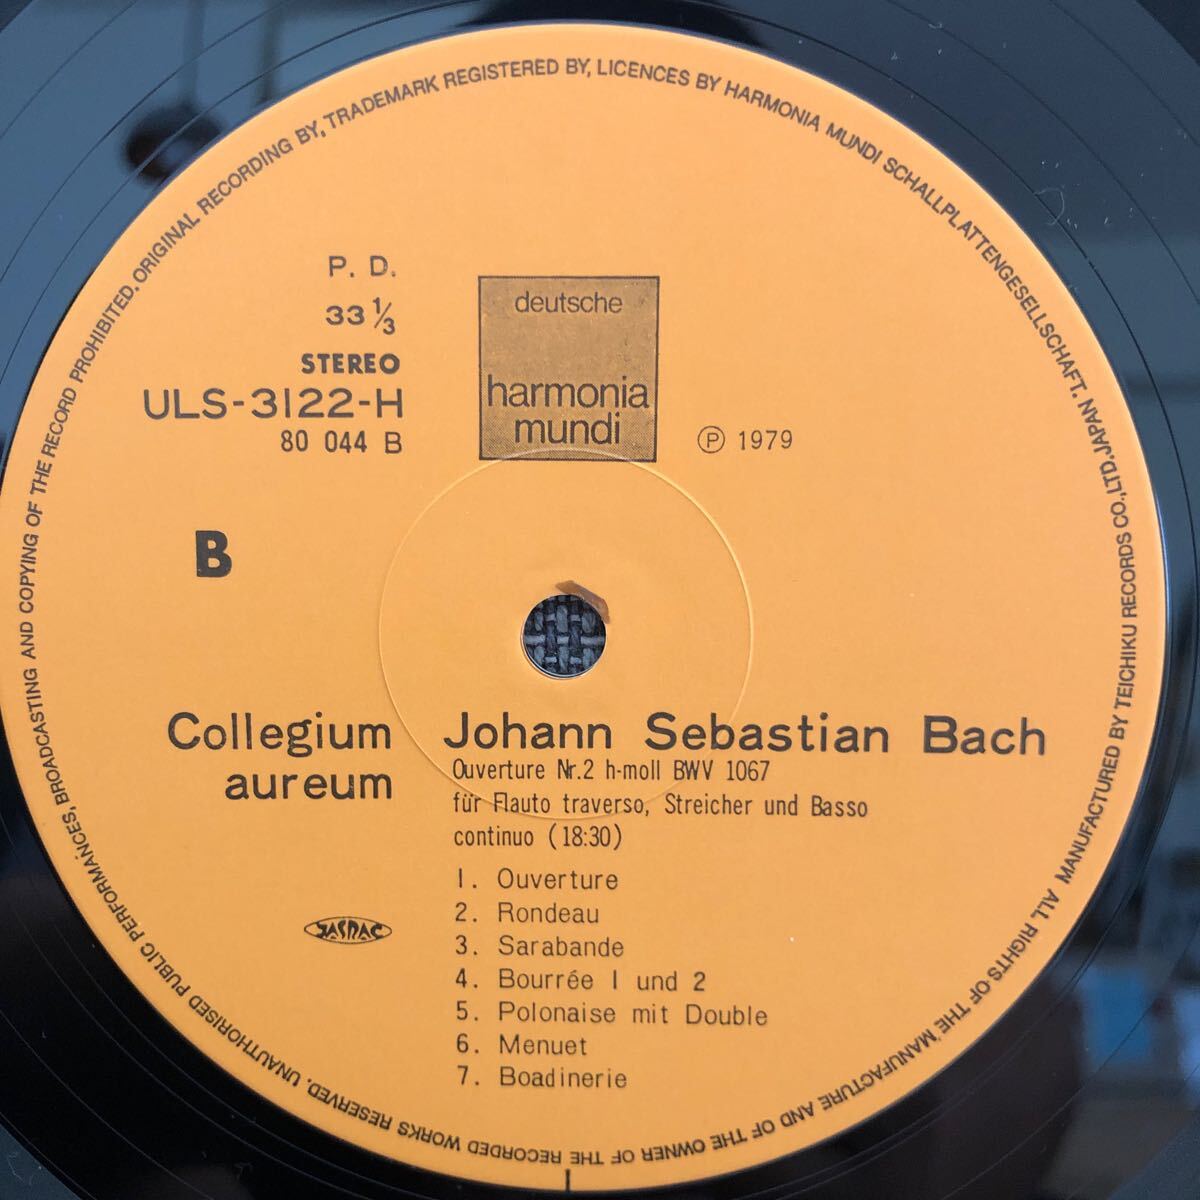 ALL RIGHTS OF THE MANUFACTURE AND OF THE OWNER OF THE RECORDED WORKS RESERVED. UNAUTHORISED PUBLIC PERFORMANCES, BROADCASTING AND COPYING OF THE RECORD PROHIBITED. ORIGINAL RECORDING BY, TRADEMARK REGISTERED BY, LICENCES BY HARMONIA MUNDI SCHALLPLATTENGESELLSCHAFT. JAPAN MANUFACTURED BY TEICHIKU RECORDS CO.,LTD.
P. D.
33 1/3
STEREO
ULS-3122-H
80 044 B
deutsche
harmonia
mundi
Ⓟ 1979
B
Collegium
aureum
Johann Sebastian Bach
Ouverture Nr.2 h-moll BWV 1067
für Flauto traverso, Streicher und Basso
continuo (18:30)
1. Ouverture
2. Rondeau
3. Sarabande
4. Bourrée 1 und 2
5. Polonaise mit Double
6. Menuet
7. Boadinerie
JASRAC